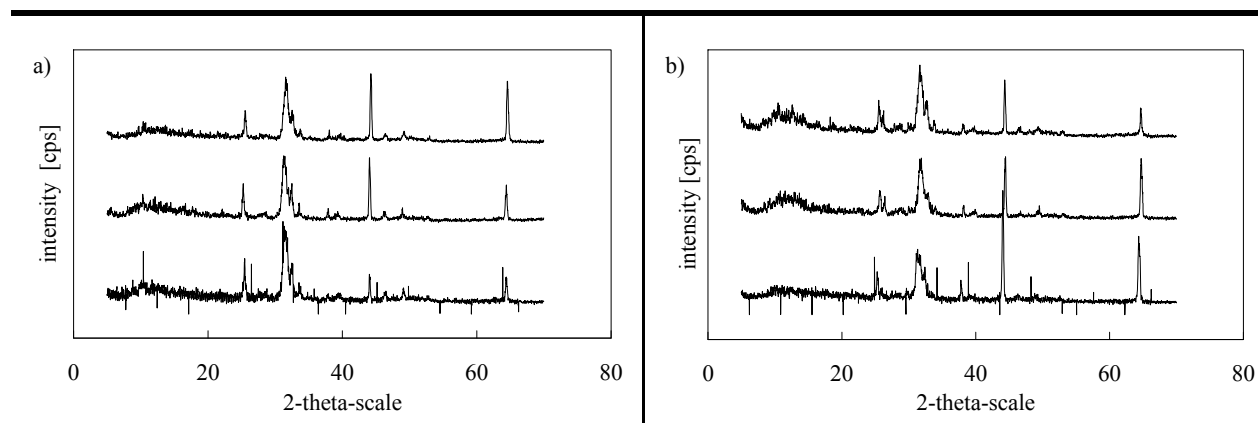 a)
intensity [cps]
0 20 40 60 80
2-theta-scale
b)
intensity [cps]
0 20 40 60 80
2-theta-scale